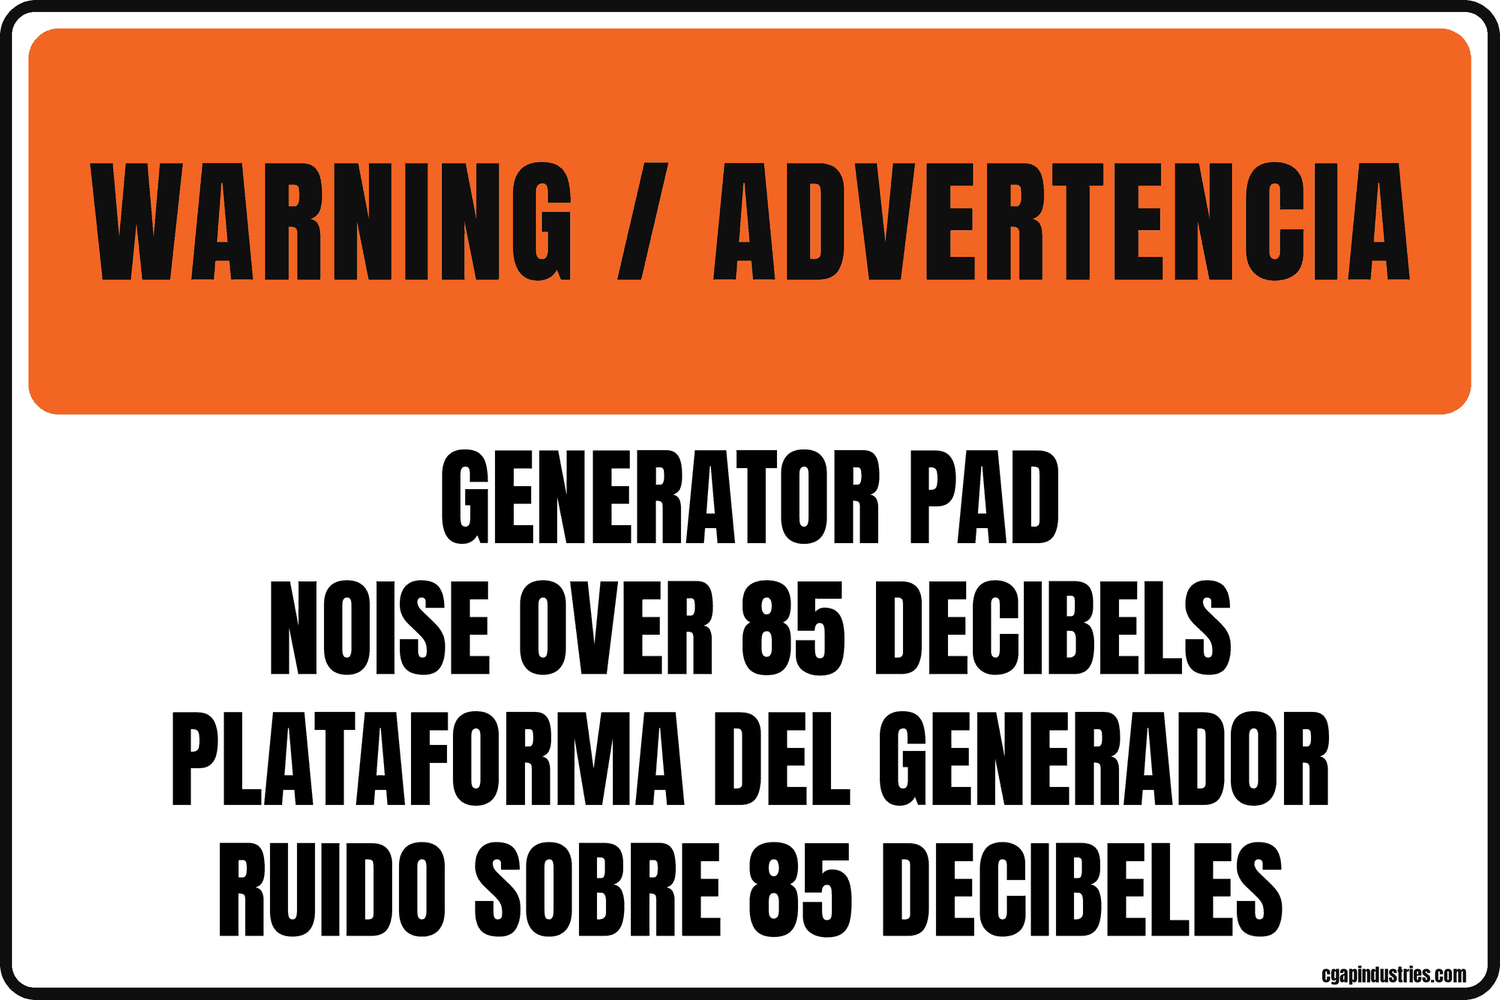 WARNING / ADVERTENCIA
GENERATOR PAD
NOISE OVER 85 DECIBELS
PLATAFORMA DEL GENERADOR
RUIDO SOBRE 85 DECIBELES
cgapindustries.com